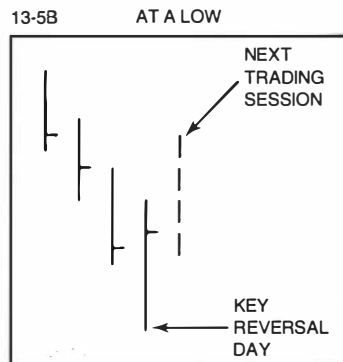 13-5B AT A LOW
NEXT
TRADING
SESSION
KEY
REVERSAL
DAY